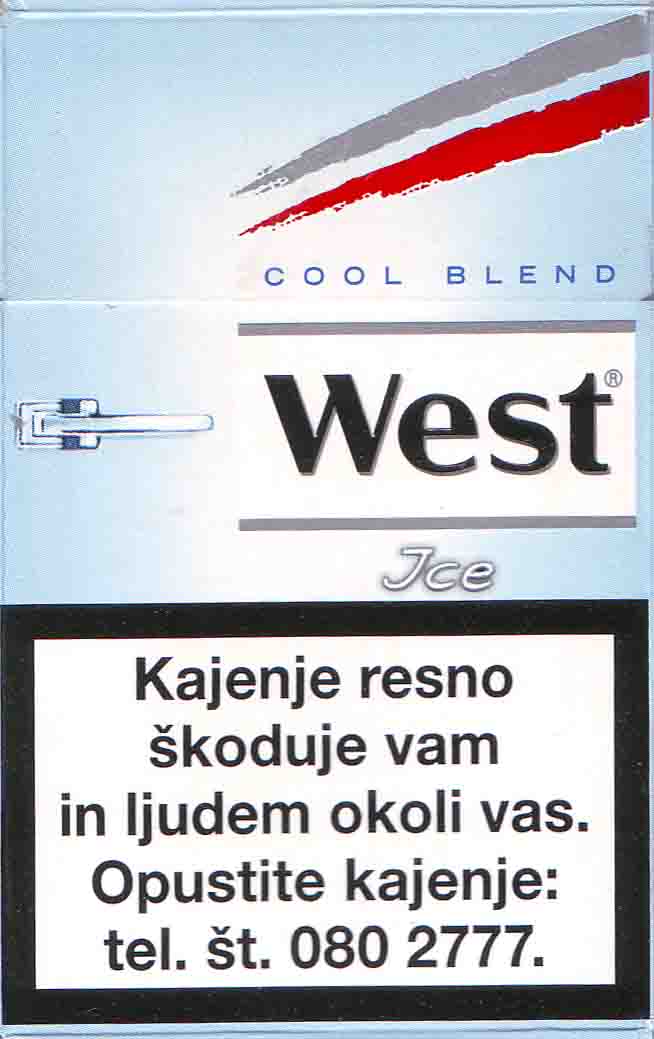 COOL BLEND
West®
Ice
Kajenje resno
škoduje vam
in ljudem okoli vas.
Opustite kajenje:
tel. št. 080 2777.